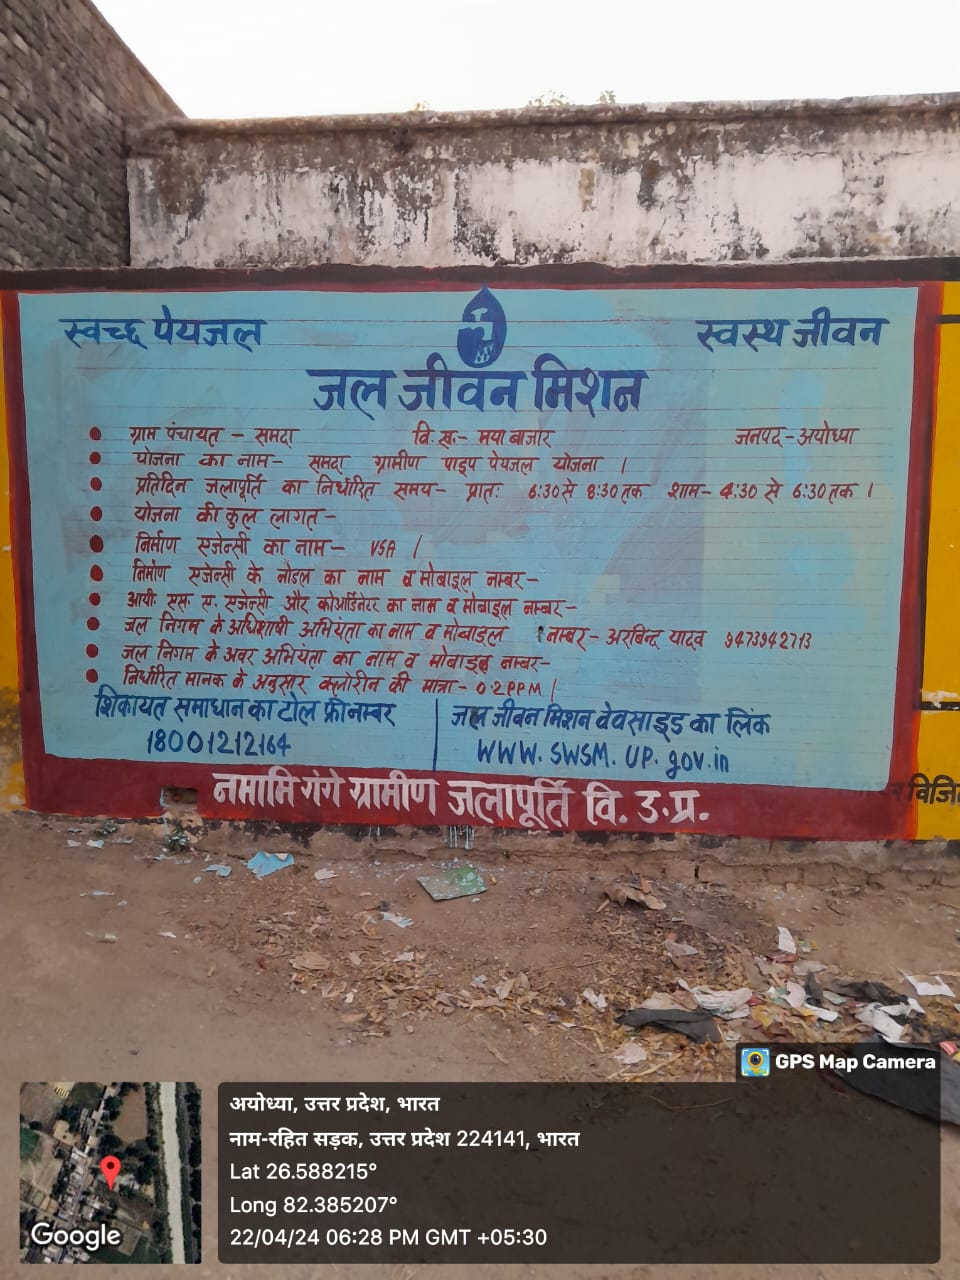 स्वच्छ पेयजल
स्वस्थ जीवन
जल जीवन मिशन
ग्राम पंचायत - समदा वि. ख.- मया बाजार जनपद - अयोध्या
योजना का नाम- समदा ग्रामीण पाइप पेयजल योजना ।
प्रतिदिन जलापूर्ति का निर्धारित समय- प्रातः 6:30 से 8:30 तक शाम- 4:30 से 6:30 तक ।
योजना की कुल लागत-
निर्माण एजेन्सी का नाम- VSA ।
निर्माण एजेन्सी के नोडल का नाम व मोबाइल नम्बर-
आयी. एस. ए. एजेन्सी और कोआर्डिनेटर का नाम व मोबाइल नम्बर-
जल निगम के अधिशाषी अभियंता का नाम व मोबाइल नम्बर- अरबिन्द्र यादव 9473942713
जल निगम के अवर अभियंता का नाम व मोबाइल नम्बर-
निर्धारित मानक के अनुसार क्लोरीन की मात्रा- 0.2PPM ।
शिकायत समाधान का टोल फ्री नम्बर
18001212164
जल जीवन मिशन वेवसाइड का लिंक
WWW. SWSM. UP. gov.in
नमामि गंगे ग्रामीण जलापूर्ति वि. उ.प्र.
GPS Map Camera
अयोध्या, उत्तर प्रदेश, भारत
नाम-रहित सड़क, उत्तर प्रदेश 224141, भारत
Lat 26.588215°
Long 82.385207°
22/04/24 06:28 PM GMT +05:30
Google